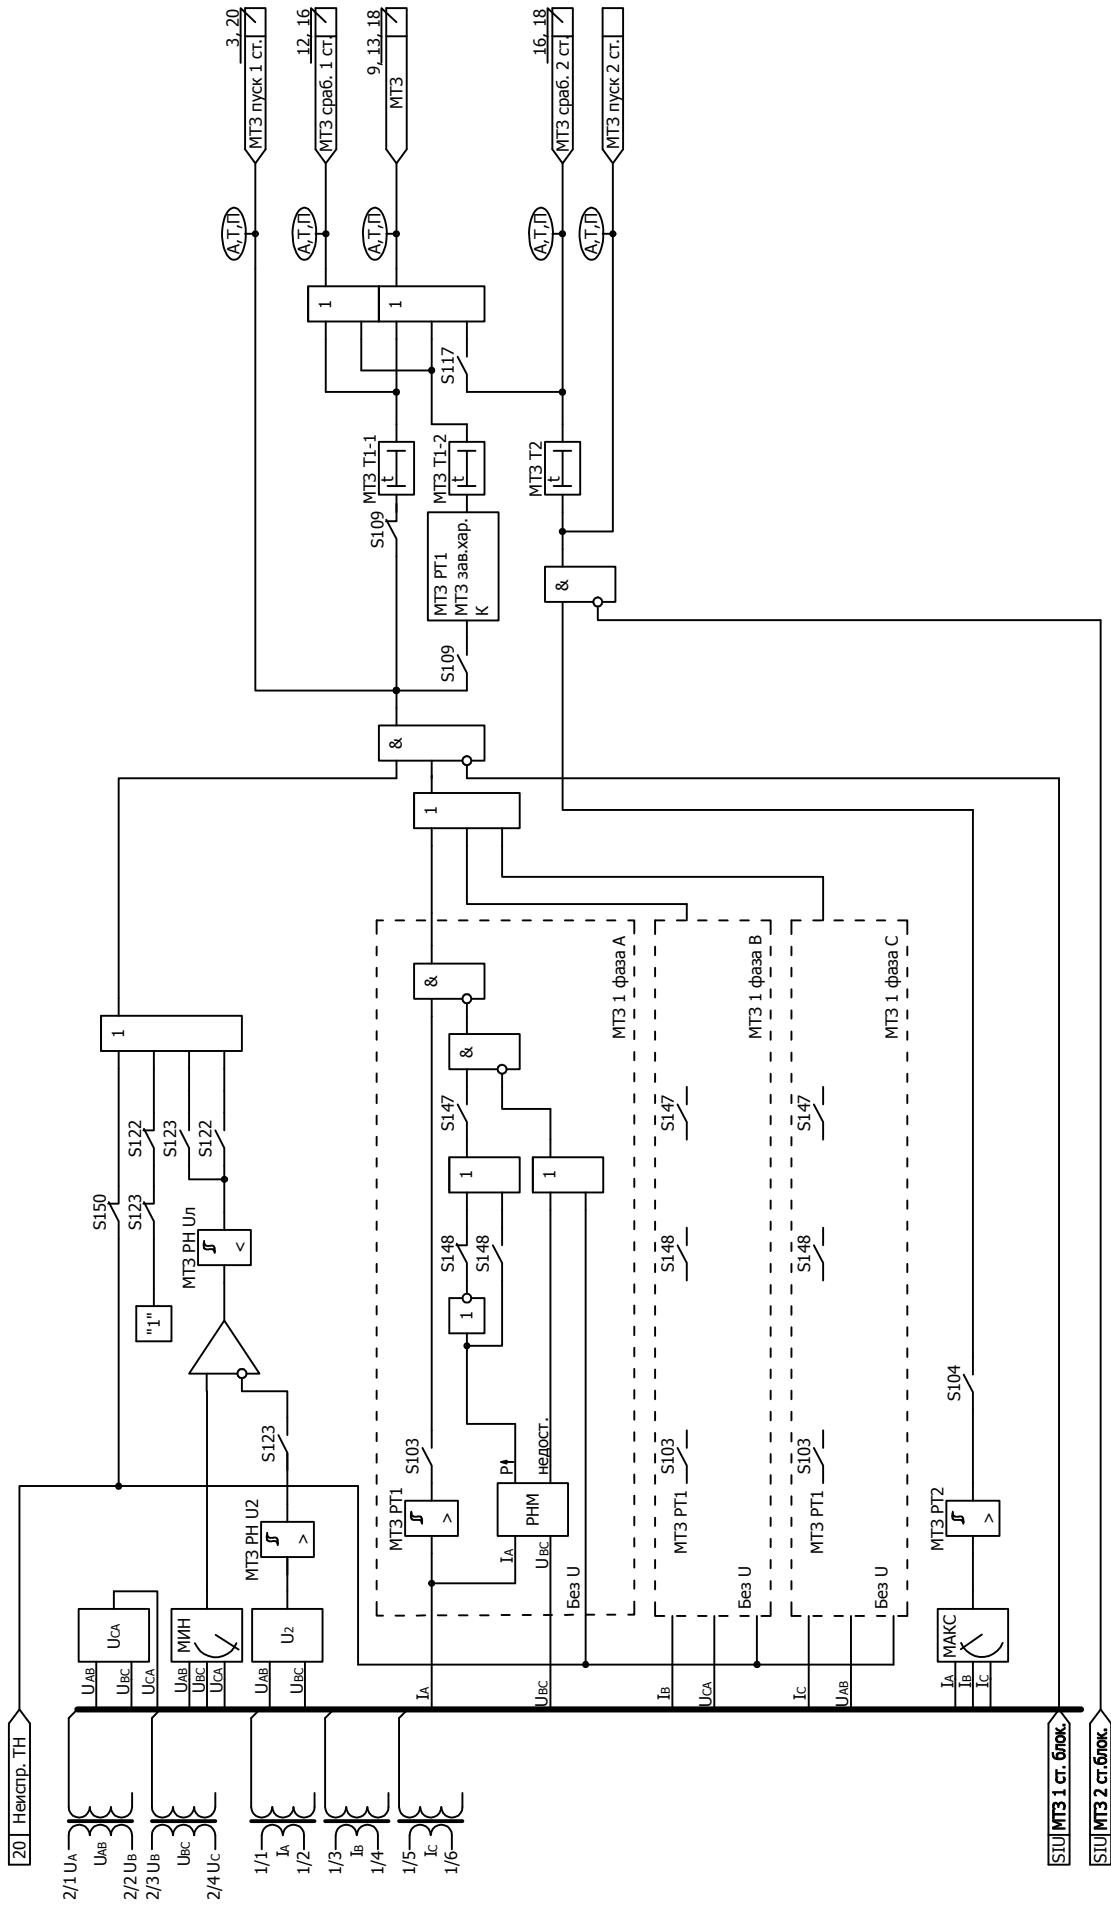 20 Неиспр. ТН
2/1 UA
UAB
2/2 UB
2/3 UB
UBC
2/4 UC
1/1
IA
1/2
1/3
IB
1/4
1/5
IC
1/6
SIU МТЗ 1 ст. блок.
SIU МТЗ 2 ст.блок.
UAB
UBC
UCA
UCA
UAB
UBC
UCA
МИН
UAB
UBC
U2
МТЗ РН U2
>
S123
"1"
МТЗ РН Uл
<
S150
S123
S122
S123
S122
1
IA
UBC
МТЗ РТ1
>
S103
IA
UBC
РНМ
P
недост.
Без U
1
S148
S148
1
1
S147
&
&
МТЗ 1 фаза А
IB
UCA
Без U
МТЗ РТ1
S103
S148
S147
МТЗ 1 фаза В
IC
UAB
Без U
МТЗ РТ1
S103
S148
S147
МТЗ 1 фаза С
IA
IB
IC
МАКС
МТЗ РТ2
>
S104
1
&
S109
S109
МТЗ РТ1
МТЗ зав.хар.
К
МТЗ Т1-1
t
МТЗ Т1-2
t
&
МТЗ Т2
t
S117
1
1
А,Т,П
А,Т,П
А,Т,П
А,Т,П
А,Т,П
МТЗ пуск 1 ст.
3, 20
МТЗ сраб. 1 ст.
12, 16
МТЗ
9, 13, 18
МТЗ сраб. 2 ст.
16, 18
МТЗ пуск 2 ст.